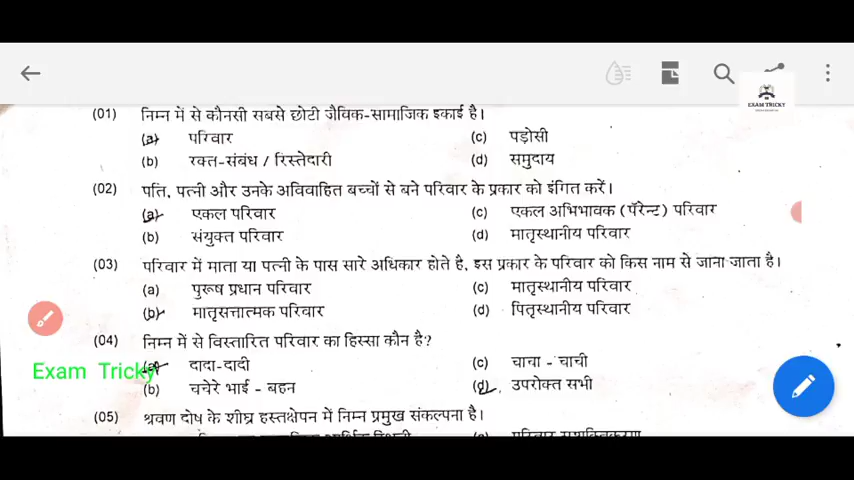 EXAM TRICKY
(01) निम्न में से कौनसी सबसे छोटी जैविक-सामाजिक इकाई है।
(a) परिवार (c) पड़ोसी
(b) रक्त-संबंध / रिस्तेदारी (d) समुदाय
(02) पति, पत्नी और उनके अविवाहित बच्चों से बने परिवार के प्रकार को इंगित करें।
(a) एकल परिवार (c) एकल अभिभावक (पॅरेन्ट) परिवार
(b) संयुक्त परिवार (d) मातृस्थानीय परिवार
(03) परिवार में माता या पत्नी के पास सारे अधिकार होते है, इस प्रकार के परिवार को किस नाम से जाना जाता है।
(a) पुरूष प्रधान परिवार (c) मातृस्थानीय परिवार
(b) मातृसत्तात्मक परिवार (d) पितृस्थानीय परिवार
(04) निम्न में से विस्तारित परिवार का हिस्सा कौन है?
(a) दादा-दादी (c) चाचा - चाची
Exam Tricky
(b) चचेरे भाई - बहन (d) उपरोक्त सभी
(05) श्रवण दोष के शीघ्र हस्तक्षेपन में निम्न प्रमुख संकल्पना है।